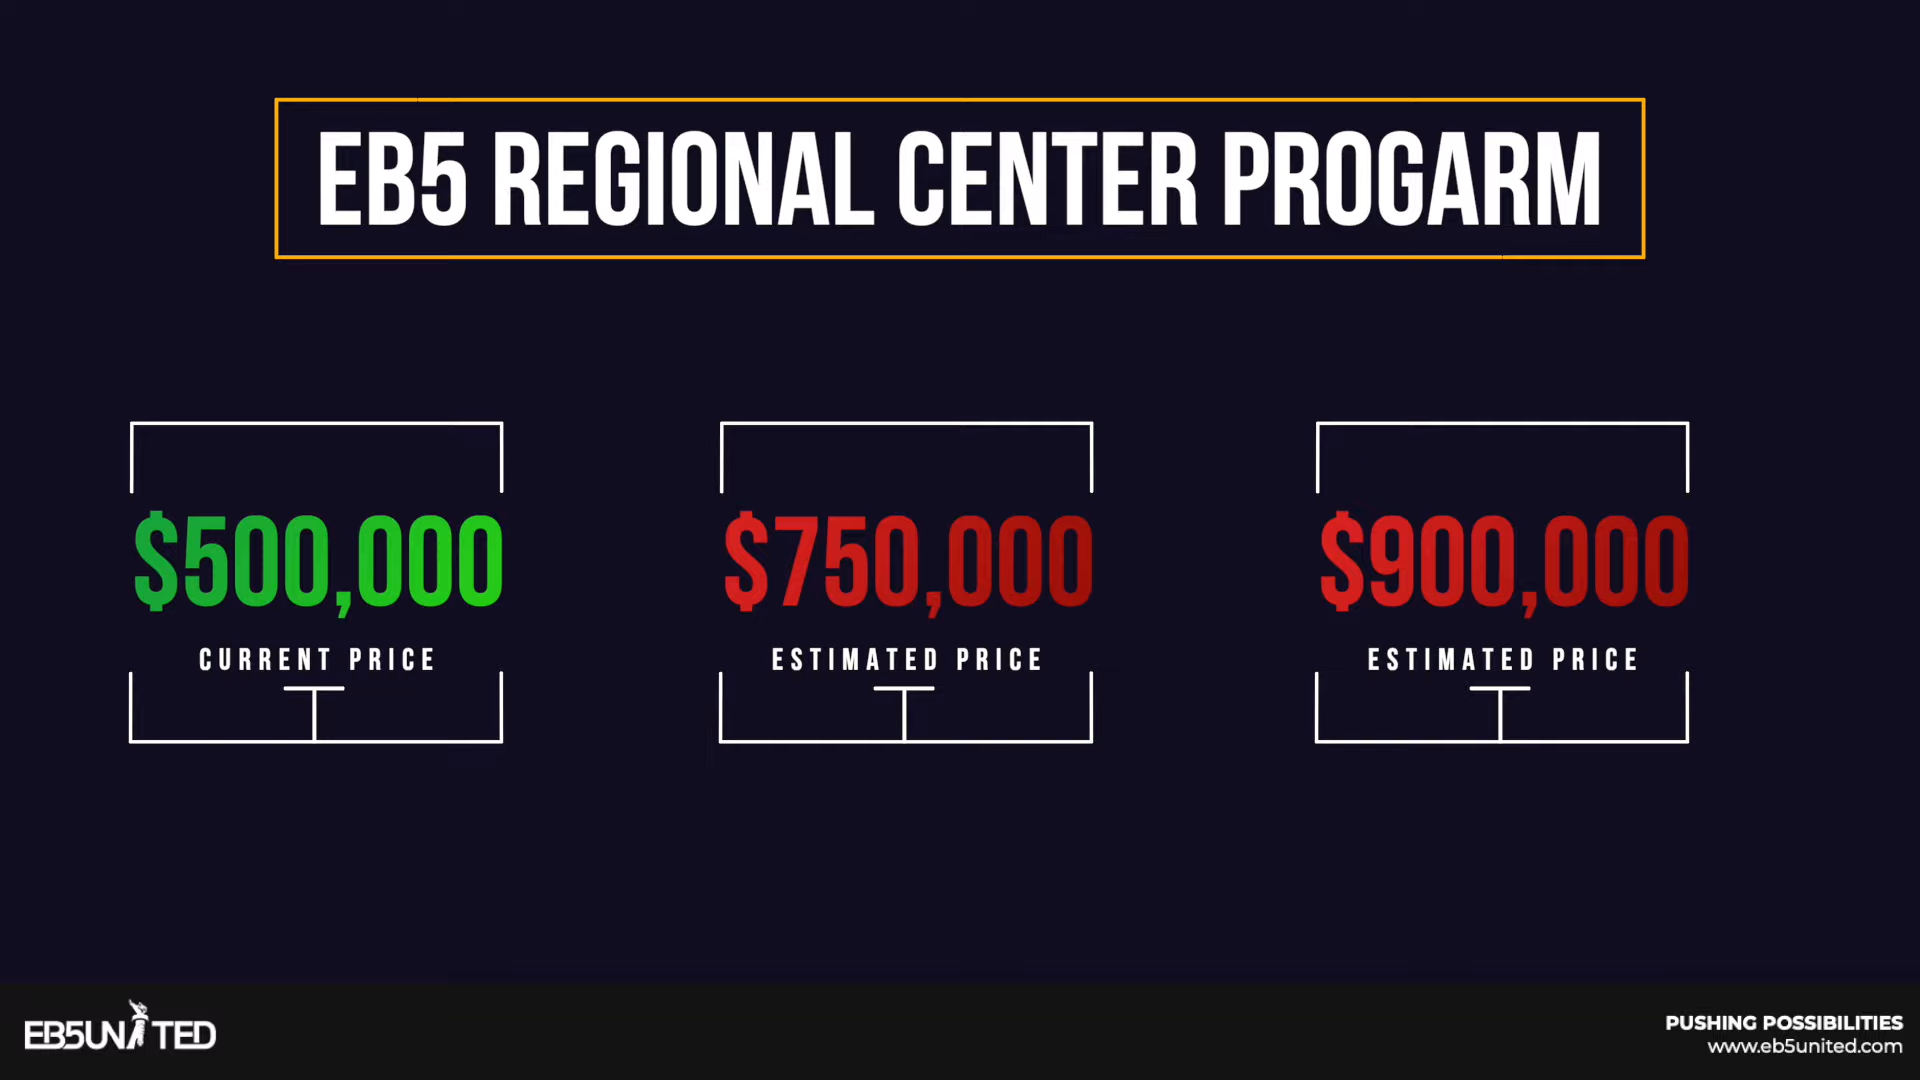 EB5 REGIONAL CENTER PROGARM
$500,000
CURRENT PRICE
$750,000
ESTIMATED PRICE
$900,000
ESTIMATED PRICE
EB5UNITED
PUSHING POSSIBILITIES
www.eb5united.com